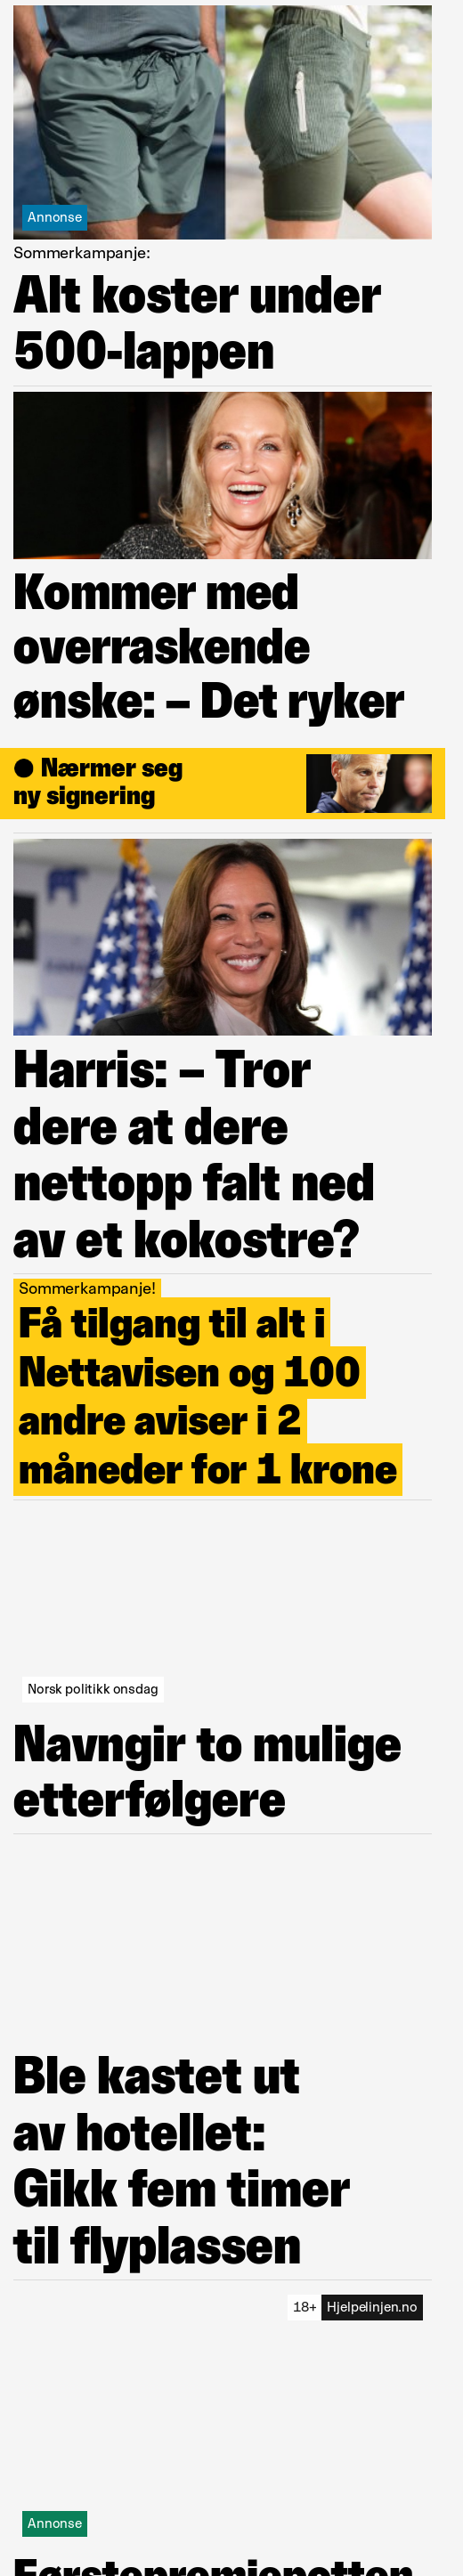 Annonse
Sommerkampanje:
Alt koster under
500-lappen
Kommer med
overraskende
ønske: – Det ryker
● Nærmer seg
ny signering
Harris: – Tror
dere at dere
nettopp falt ned
av et kokostre?
Sommerkampanje!
Få tilgang til alt i
Nettavisen og 100
andre aviser i 2
måneder for 1 krone
Norsk politikk onsdag
Navngir to mulige
etterfølgere
Ble kastet ut
av hotellet:
Gikk fem timer
til flyplassen
18+ Hjelpelinjen.no
Annonse
Førstepremiepotten